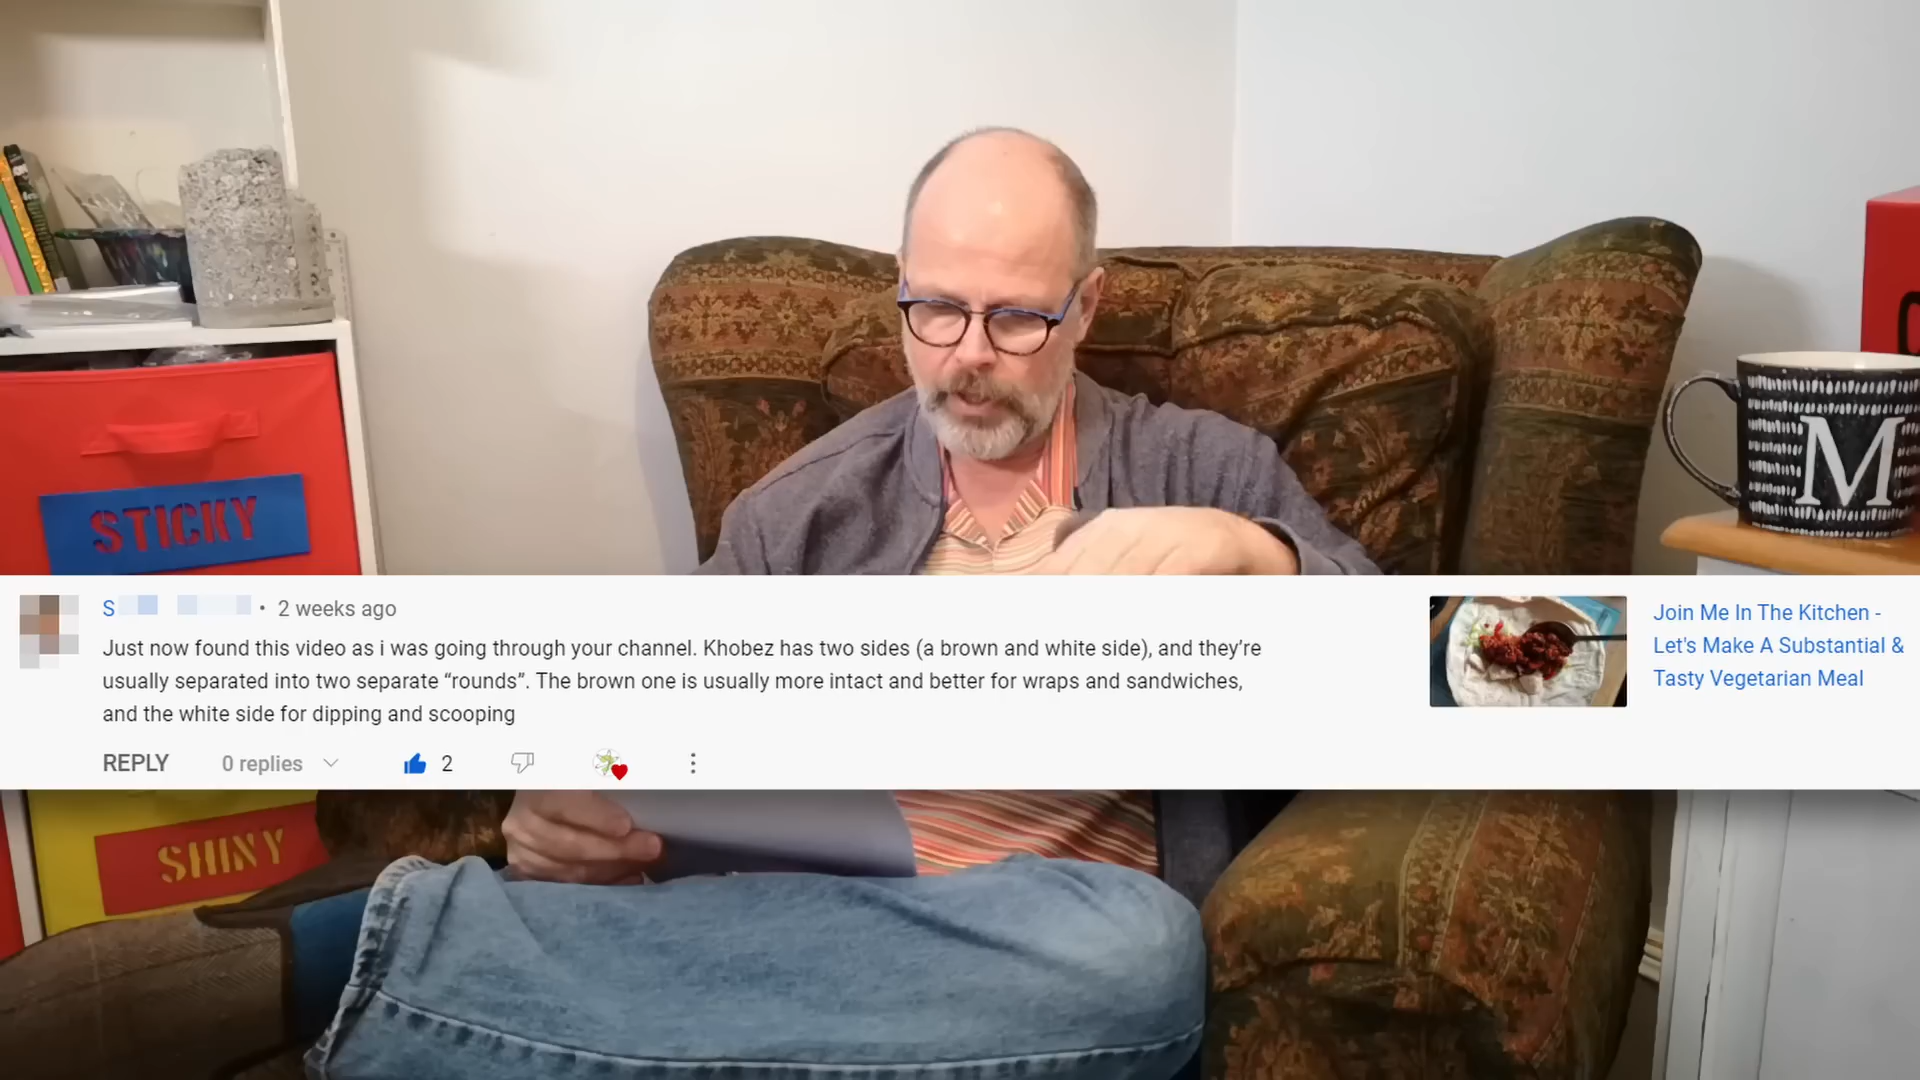 STICKY
M
S
• 2 weeks ago
Just now found this video as i was going through your channel. Khobez has two sides (a brown and white side), and they're
usually separated into two separate “rounds”. The brown one is usually more intact and better for wraps and sandwiches,
and the white side for dipping and scooping
REPLY 0 replies 2
Join Me In The Kitchen -
Let's Make A Substantial &
Tasty Vegetarian Meal
SHINY